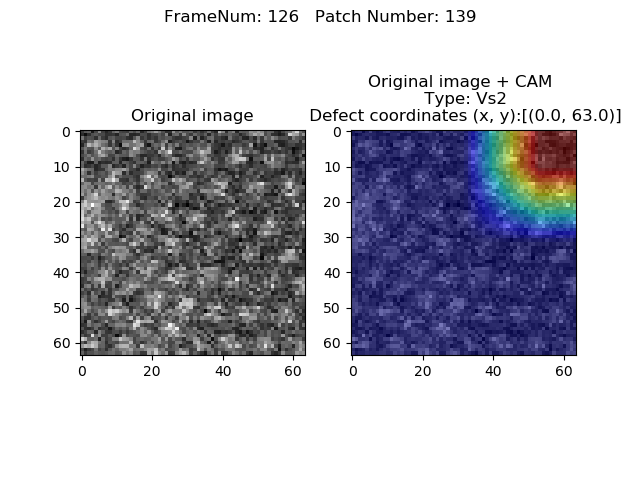 FrameNum: 126   Patch Number: 139
Original image
Original image + CAM
Type: Vs2
Defect coordinates (x, y):[(0.0, 63.0)]
0
10
20
30
40
50
60
0 20 40 60
0
10
20
30
40
50
60
0 20 40 60